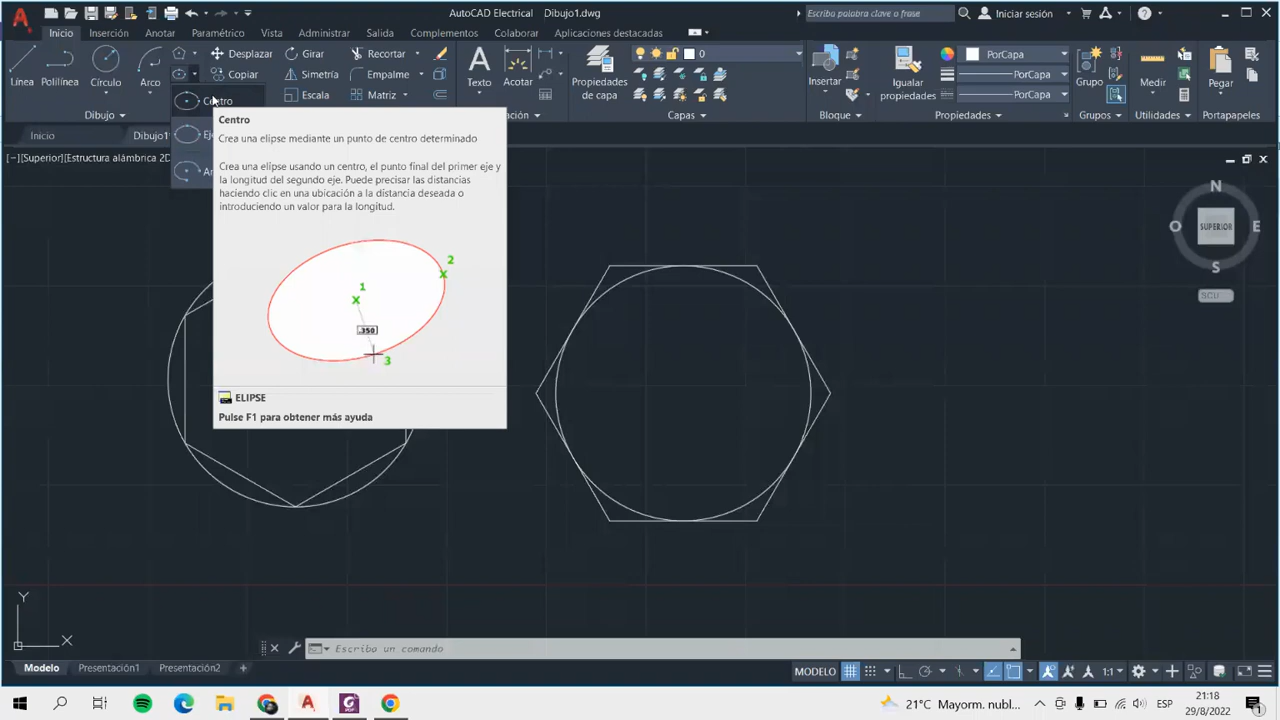 AutoCAD Electrical Dibujo1.dwg
Escriba palabra clave o frase
Iniciar sesión
Inicio Inserción Anotar Paramétrico Vista Administrar Salida Complementos Colaborar Electrical Aplicaciones destacadas
Línea Polilínea Círculo Arco
Desplazar Girar Recortar
Copiar Simetría Empalme
Escala Matriz
Texto Acotar
Propiedades de capa
0
Insertar
Igualar propiedades
PorCapa
PorCapa
PorCapa
Grupo Medir Pegar
Dibujo Capas Bloque Propiedades Grupos Utilidades Portapapeles
Inicio Dibujo1
[−][Superior][Estructura alámbrica 2D
Centro
Centro
Crea una elipse mediante un punto de centro determinado
Crea una elipse usando un centro, el punto final del primer eje y
la longitud del segundo eje. Puede precisar las distancias
haciendo clic en una ubicación a la distancia deseada o
introduciendo un valor para la longitud.
1
2
3
.350
ELIPSE
Pulse F1 para obtener más ayuda
N
O SUPERIOR E
S
SCU
Y
X
Escriba un comando
Modelo Presentación1 Presentación2 +
MODELO 1:1
21°C Mayorm. nubl... ESP
21:18
29/8/2022
1